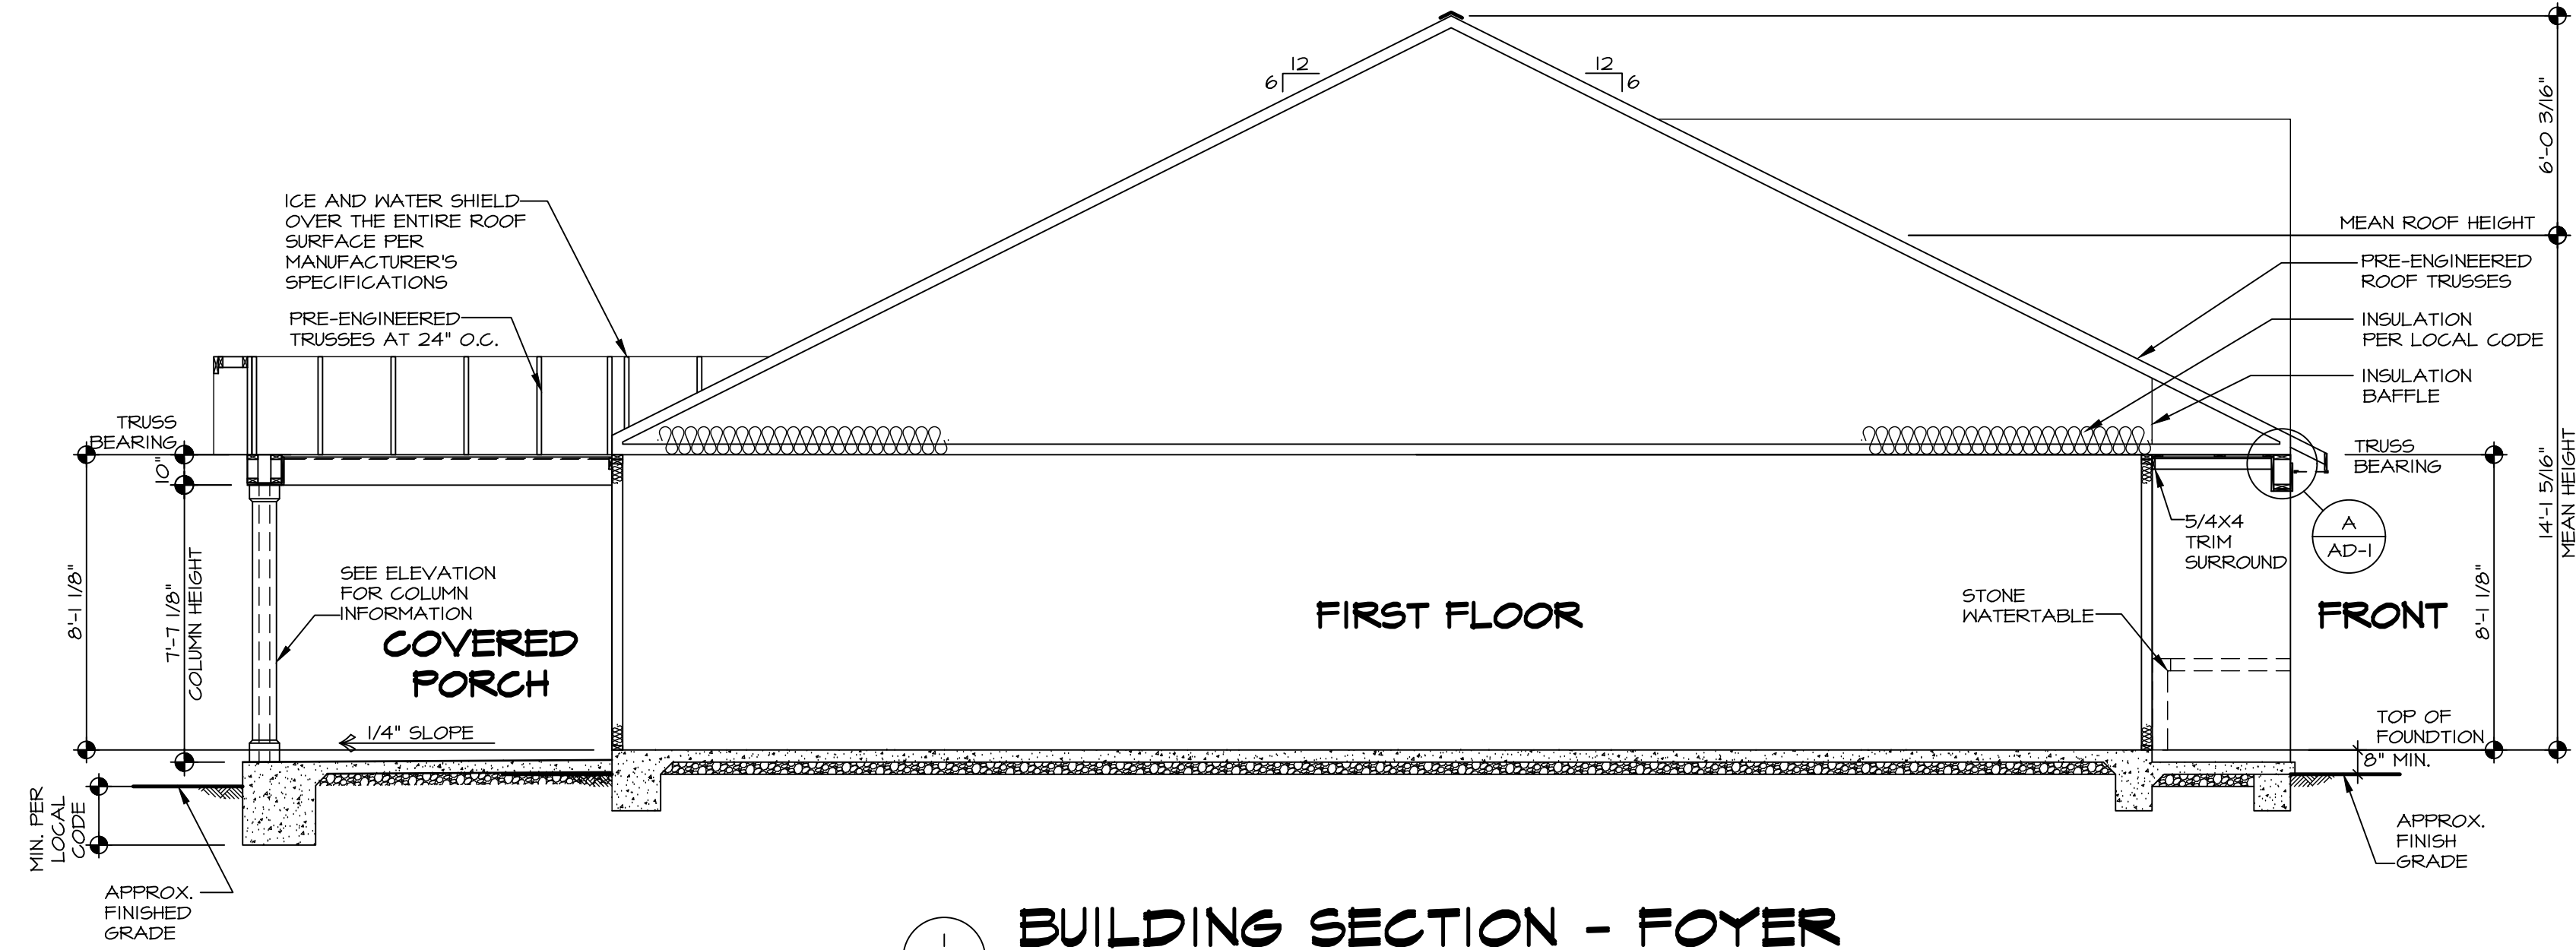 12
6
12
6
6'-0 3/16"
ICE AND WATER SHIELD
OVER THE ENTIRE ROOF
SURFACE PER
MANUFACTURER'S
SPECIFICATIONS
PRE-ENGINEERED
TRUSSES AT 24" O.C.
MEAN ROOF HEIGHT
PRE-ENGINEERED
ROOF TRUSSES
INSULATION
PER LOCAL CODE
INSULATION
BAFFLE
TRUSS
BEARING
10"
TRUSS
BEARING
14'-1 5/16"
MEAN HEIGHT
8'-1 1/8"
7'-7 1/8"
COLUMN HEIGHT
SEE ELEVATION
FOR COLUMN
INFORMATION
COVERED
PORCH
1/4" SLOPE
FIRST FLOOR
5/4X4
TRIM
SURROUND
A
AD-1
STONE
WATERTABLE
FRONT
8'-1 1/8"
TOP OF
FOUNDTION
8" MIN.
MIN. PER
LOCAL
CODE
APPROX.
FINISHED
GRADE
APPROX.
FINISH
GRADE
1
BUILDING SECTION - FOYER